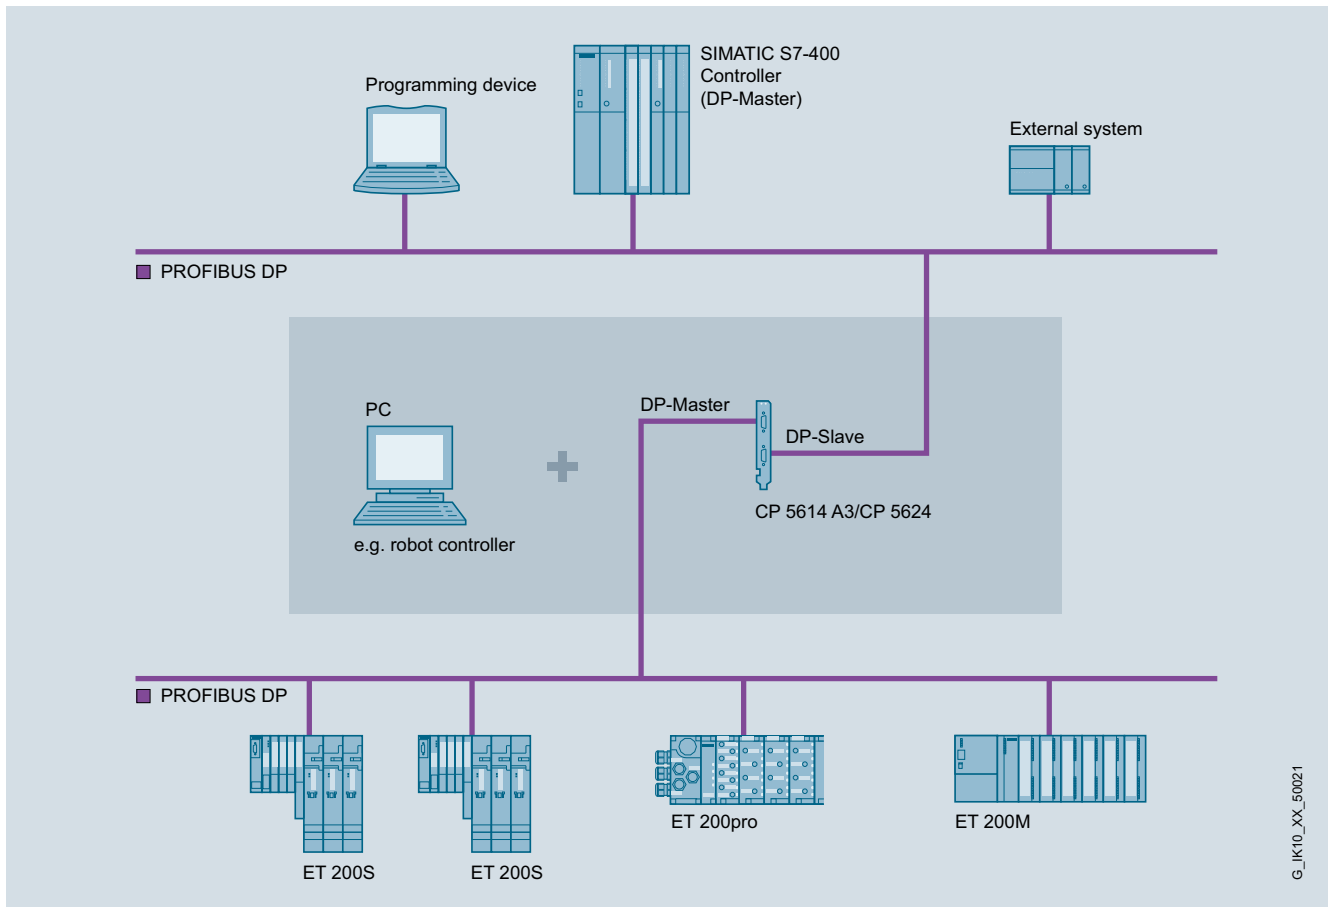 Programming device
SIMATIC S7-400
Controller
(DP-Master)
External system
PROFIBUS DP
PC
e.g. robot controller
DP-Master
DP-Slave
CP 5614 A3/CP 5624
PROFIBUS DP
ET 200S
ET 200S
ET 200pro
ET 200M
G_IK10_XX_50021